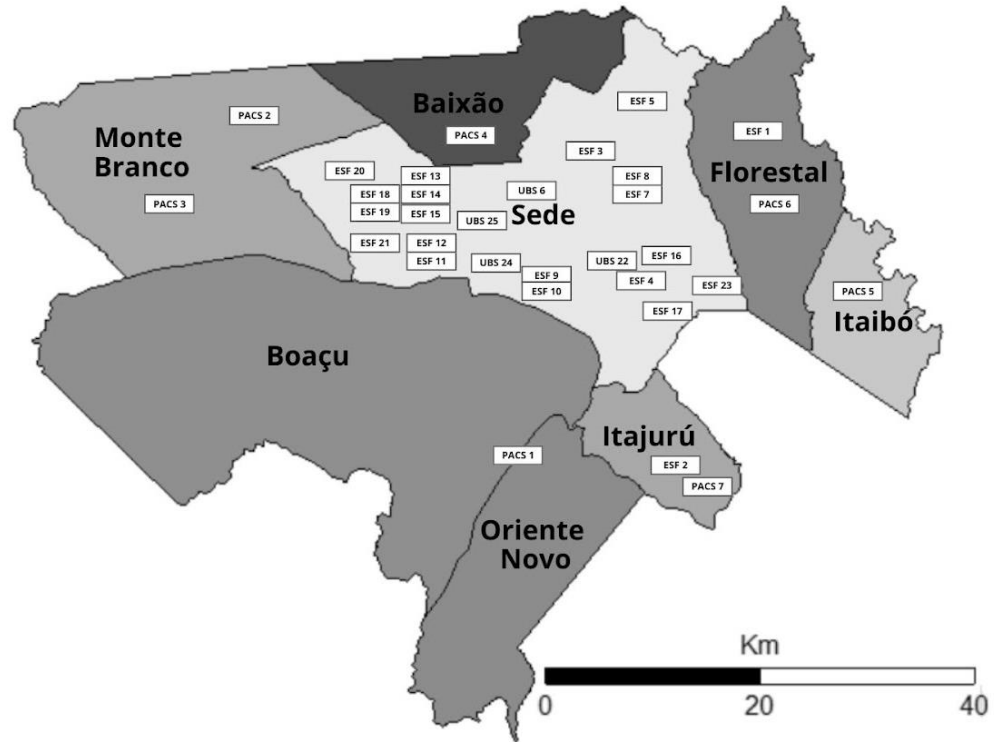 Baixão
PACS 4
ESF 5
PACS 2
Monte
Branco
PACS 3
ESF 1
Florestal
PACS 6
ESF 3
ESF 8
ESF 7
ESF 20
ESF 13
ESF 18
ESF 14
ESF 19
ESF 15
UBS 6
Sede
UBS 25
ESF 21
ESF 12
ESF 11
UBS 24
ESF 9
ESF 10
UBS 22
ESF 16
ESF 4
ESF 23
ESF 17
PACS 5
Itaibó
Boaçu
Itajurú
ESF 2
PACS 7
PACS 1
Oriente
Novo
Km
0 20 40